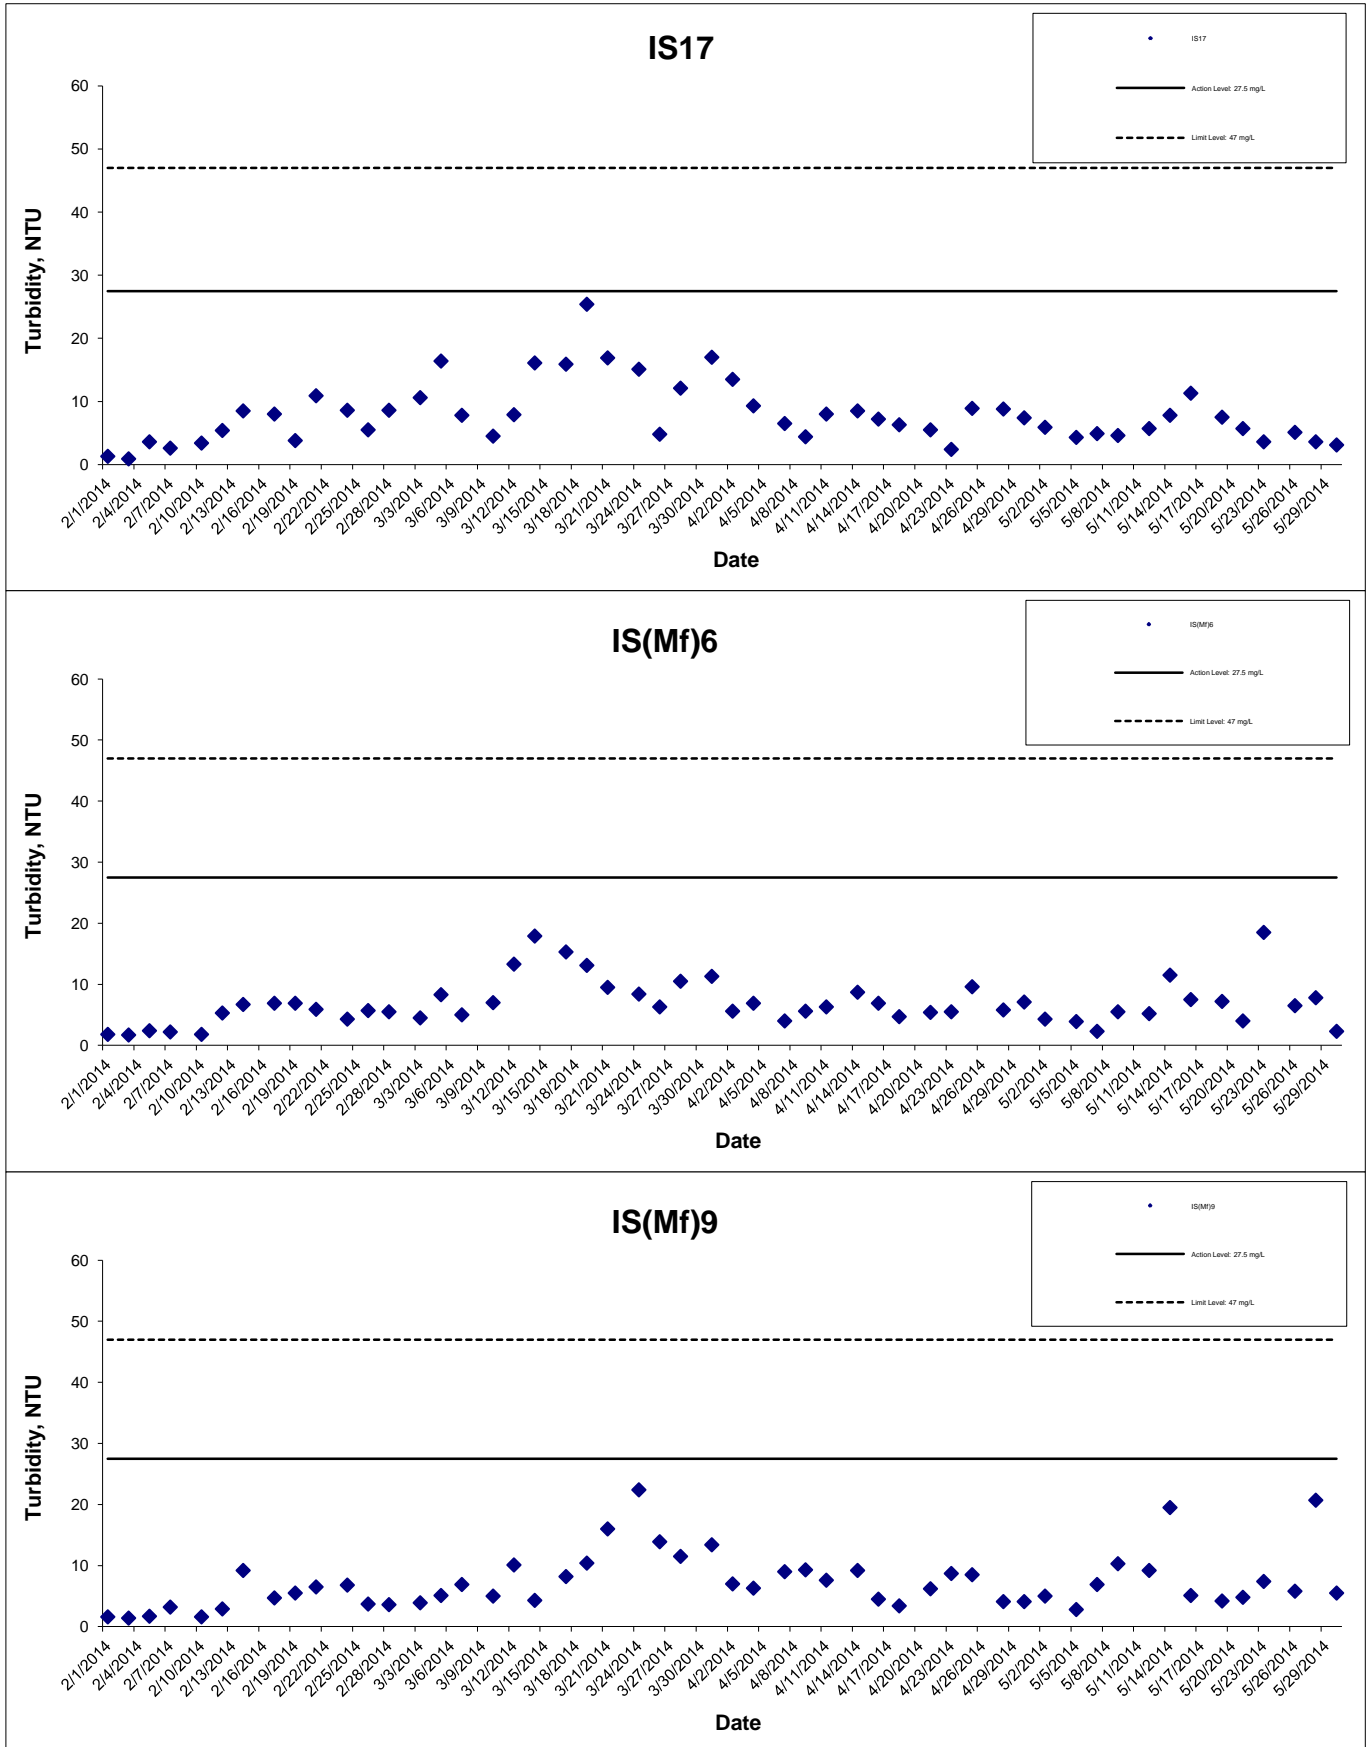 IS17
IS17
Action Level: 27.5 mg/L
Limit Level: 47 mg/L
60
50
40
30
20
10
0
Turbidity, NTU
2/1/2014 2/4/2014 2/7/2014 2/10/2014 2/13/2014 2/16/2014 2/19/2014 2/22/2014 2/25/2014 2/28/2014 3/3/2014 3/6/2014 3/9/2014 3/12/2014 3/15/2014 3/18/2014 3/21/2014 3/24/2014 3/27/2014 3/30/2014 4/2/2014 4/5/2014 4/8/2014 4/11/2014 4/14/2014 4/17/2014 4/20/2014 4/23/2014 4/26/2014 4/29/2014 5/2/2014 5/5/2014 5/8/2014 5/11/2014 5/14/2014 5/17/2014 5/20/2014 5/23/2014 5/26/2014 5/29/2014
Date
IS(Mf)6
IS(Mf)6
Action Level: 27.5 mg/L
Limit Level: 47 mg/L
60
50
40
30
20
10
0
Turbidity, NTU
2/1/2014 2/4/2014 2/7/2014 2/10/2014 2/13/2014 2/16/2014 2/19/2014 2/22/2014 2/25/2014 2/28/2014 3/3/2014 3/6/2014 3/9/2014 3/12/2014 3/15/2014 3/18/2014 3/21/2014 3/24/2014 3/27/2014 3/30/2014 4/2/2014 4/5/2014 4/8/2014 4/11/2014 4/14/2014 4/17/2014 4/20/2014 4/23/2014 4/26/2014 4/29/2014 5/2/2014 5/5/2014 5/8/2014 5/11/2014 5/14/2014 5/17/2014 5/20/2014 5/23/2014 5/26/2014 5/29/2014
Date
IS(Mf)9
IS(Mf)9
Action Level: 27.5 mg/L
Limit Level: 47 mg/L
60
50
40
30
20
10
0
Turbidity, NTU
2/1/2014 2/4/2014 2/7/2014 2/10/2014 2/13/2014 2/16/2014 2/19/2014 2/22/2014 2/25/2014 2/28/2014 3/3/2014 3/6/2014 3/9/2014 3/12/2014 3/15/2014 3/18/2014 3/21/2014 3/24/2014 3/27/2014 3/30/2014 4/2/2014 4/5/2014 4/8/2014 4/11/2014 4/14/2014 4/17/2014 4/20/2014 4/23/2014 4/26/2014 4/29/2014 5/2/2014 5/5/2014 5/8/2014 5/11/2014 5/14/2014 5/17/2014 5/20/2014 5/23/2014 5/26/2014 5/29/2014
Date